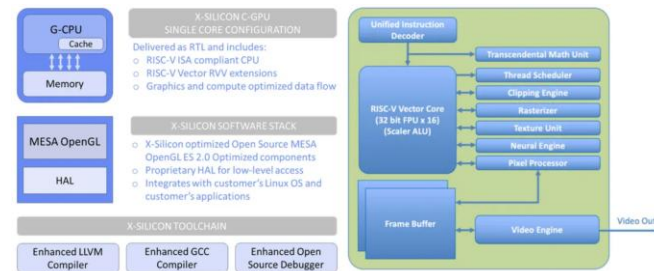 G-CPU
Cache
Memory
X-SILICON C-GPU
SINGLE CORE CONFIGURATION
Delivered as RTL and includes:
○ RISC-V ISA compliant CPU
○ RISC-V Vector RVV extensions
○ Graphics and compute optimized data flow
MESA OpenGL
HAL
X-SILICON SOFTWARE STACK
○ X-Silicon optimized Open Source MESA
OpenGL ES 2.0 Optimized components
○ Proprietary HAL for low-level access
○ Integrates with customer's Linux OS and
customer's applications
X-SILICON TOOLCHAIN
Enhanced LLVM
Compiler
Enhanced GCC
Compiler
Enhanced Open
Source Debugger
Unified Instruction
Decoder
Transcendental Math Unit
Thread Scheduler
Clipping Engine
Rasterizer
Texture Unit
Neural Engine
Pixel Processor
RISC-V Vector Core
(32 bit FPU x 16)
(Scaler ALU)
Frame Buffer
Video Engine
Video Out